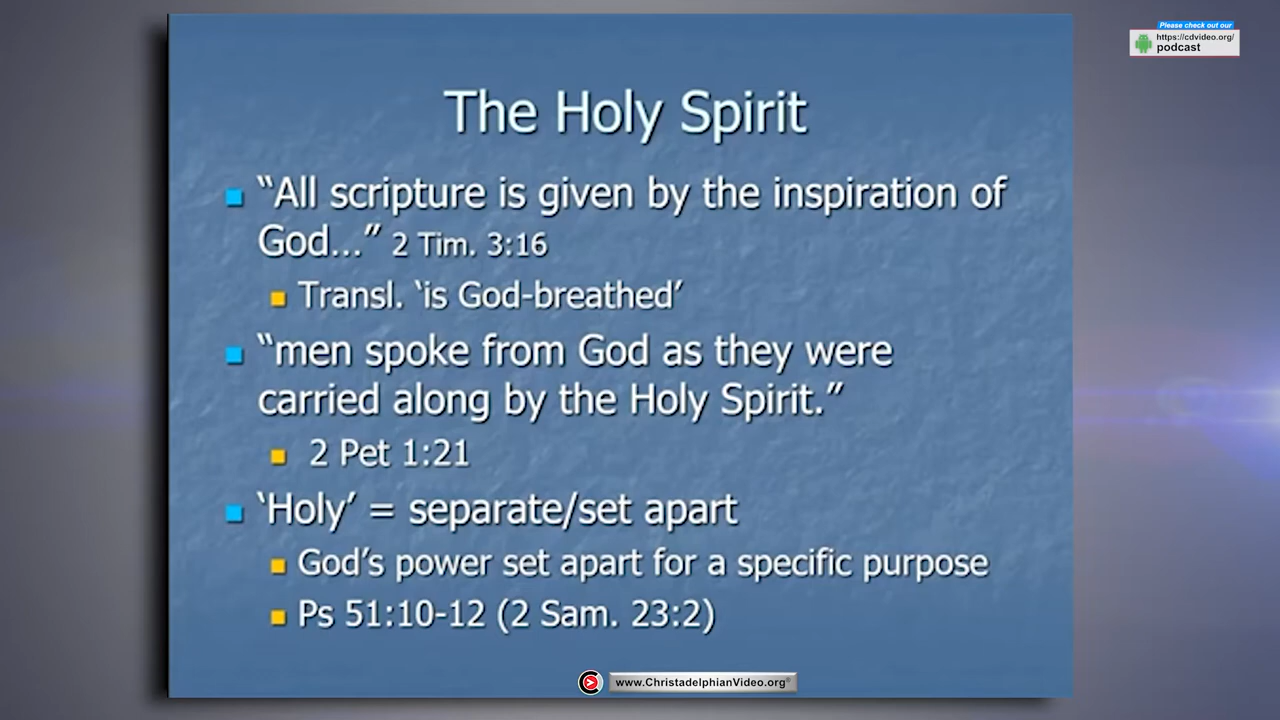 Please check out our
https://cdvideo.org/
podcast
The Holy Spirit
“All scripture is given by the inspiration of
God...” 2 Tim. 3:16
Transl. ‘is God-breathed’
“men spoke from God as they were
carried along by the Holy Spirit.”
2 Pet 1:21
‘Holy’ = separate/set apart
God’s power set apart for a specific purpose
Ps 51:10-12 (2 Sam. 23:2)
www.ChristadelphianVideo.org®